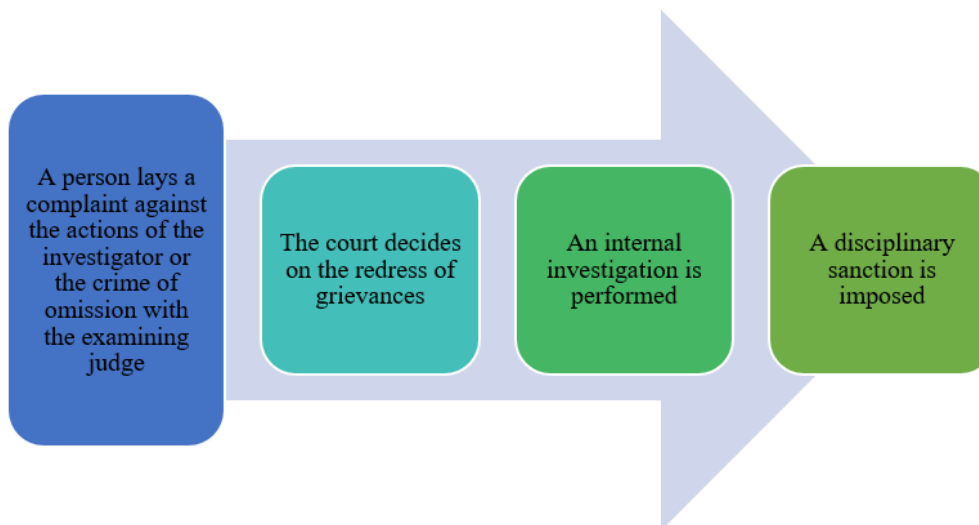 A person lays a
complaint against
the actions of the
investigator or
the crime of
omission with
the examining
judge
The court decides
on the redress of
grievances
An internal
investigation is
performed
A disciplinary
sanction is
imposed